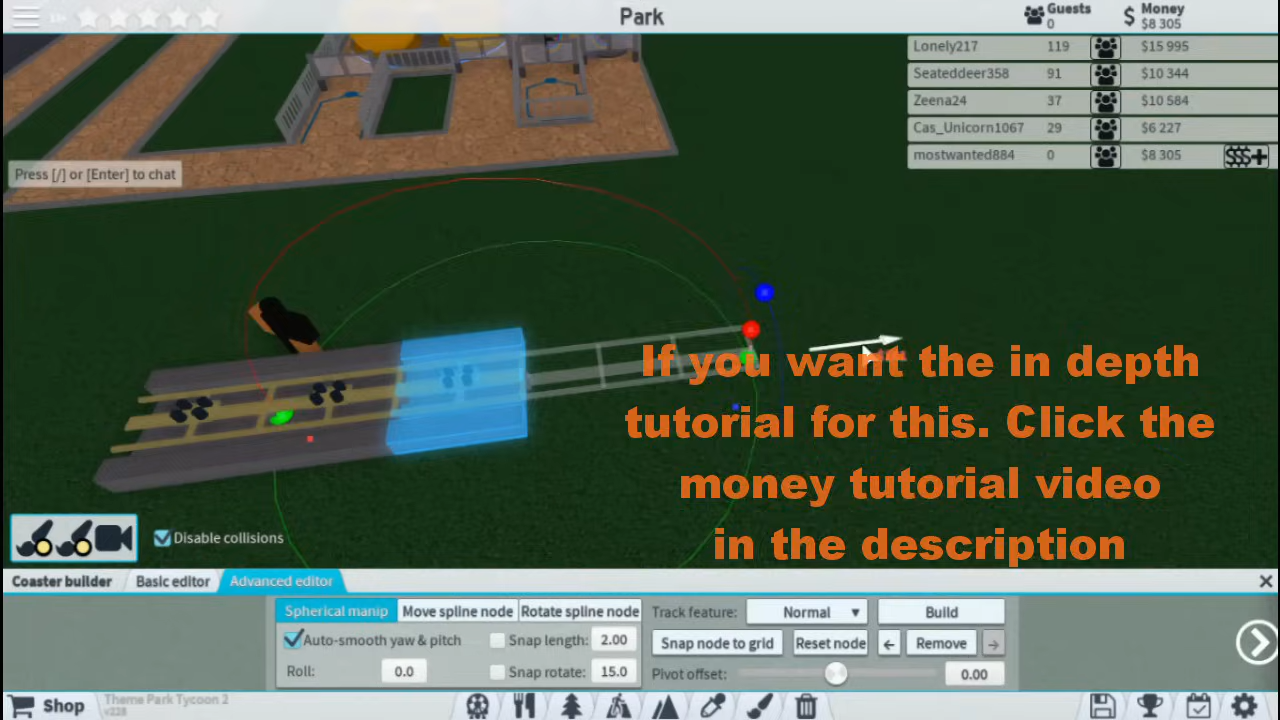 Park
Guests
0
Money
$8 305
Lonely217 119 $15 995
Seateddeer358 91 $10 344
Zeena24 37 $10 584
Cas_Unicorn1067 29 $6 227
mostwanted884 0 $8 305 $$$+
Press [/] or [Enter] to chat
If you want the in depth
tutorial for this. Click the
money tutorial video
in the description
Disable collisions
Coaster builder Basic editor Advanced editor
Spherical manip Move spline node Rotate spline node Track feature: Normal Build
Auto-smooth yaw & pitch Snap length: 2.00 Snap node to grid Reset node Remove
Roll: 0.0 Snap rotate: 15.0 Pivot offset: 0.00
Shop Theme Park Tycoon 2
v228